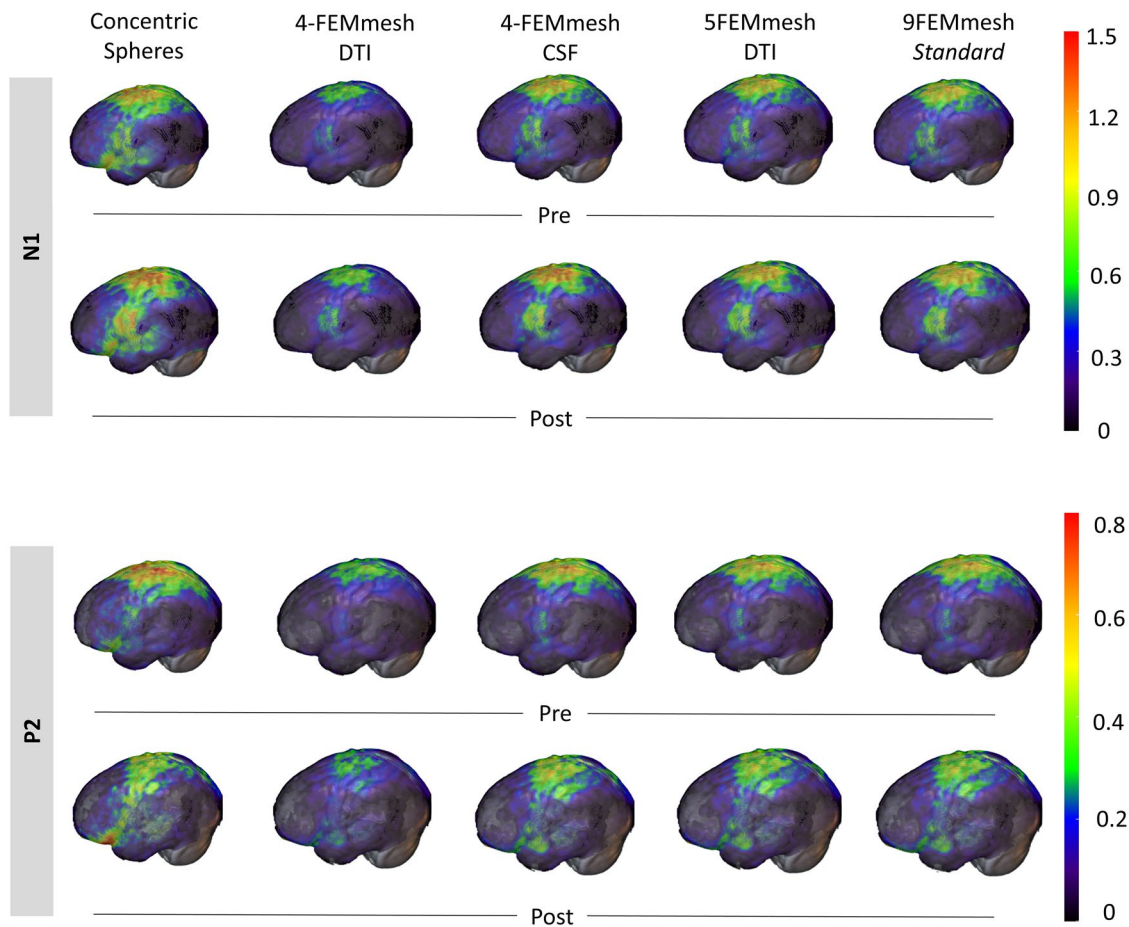 Concentric
Spheres
4-FEMmesh
DTI
4-FEMmesh
CSF
5FEMmesh
DTI
9FEMmesh
Standard
N1
Pre
Post
1.5
1.2
0.9
0.6
0.3
0
P2
Pre
Post
0.8
0.6
0.4
0.2
0